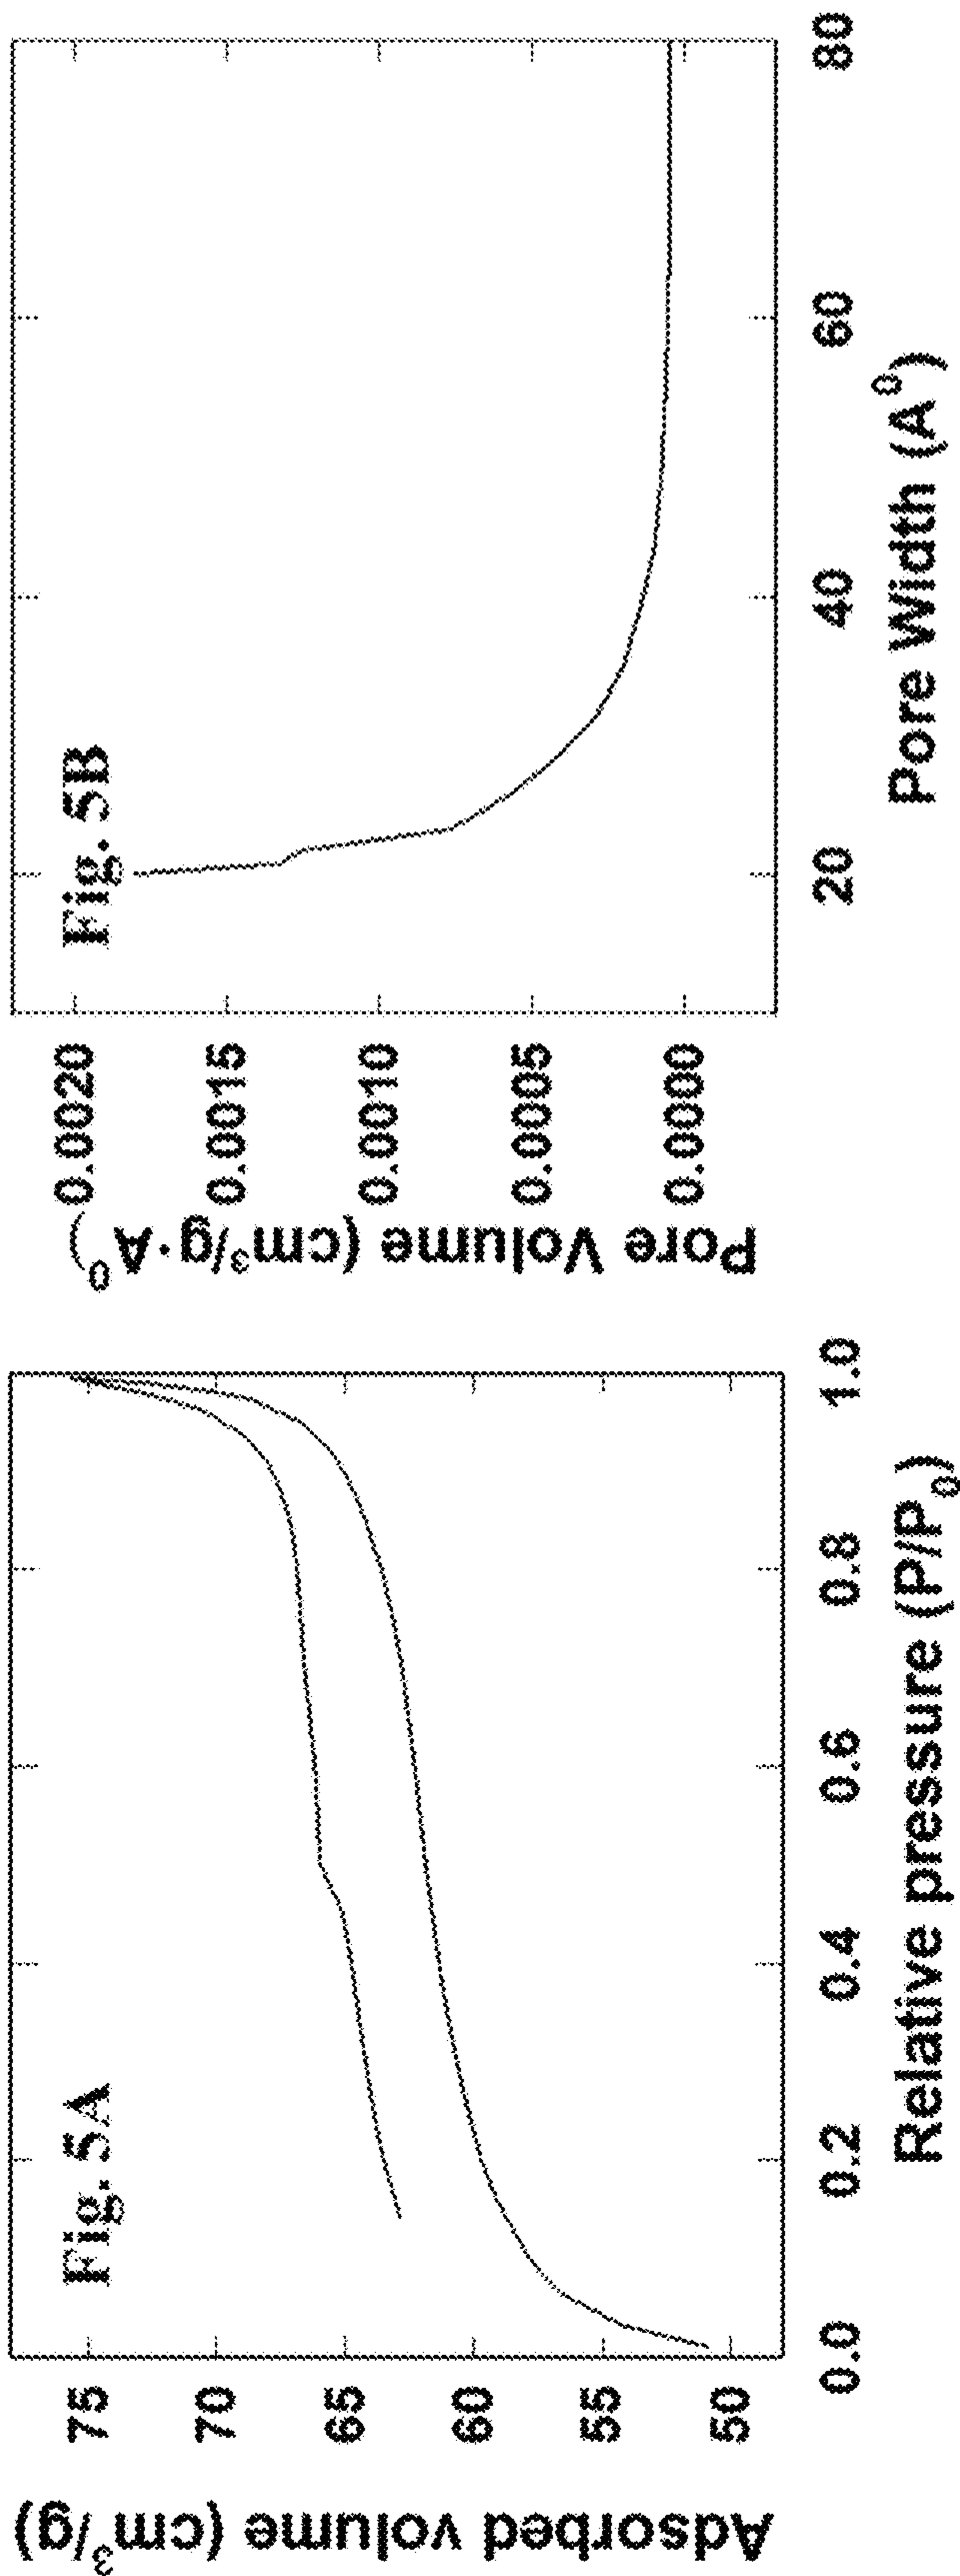 Fig. 5A
Adsorbed volume (cm³/g)
75
70
65
60
55
50
0.0 0.2 0.4 0.6 0.8 1.0
Relative pressure (P/P₀)
Fig. 5B
Pore Volume (cm³/g·A⁰)
0.0020
0.0015
0.0010
0.0005
0.0000
20 40 60 80
Pore Width (A⁰)